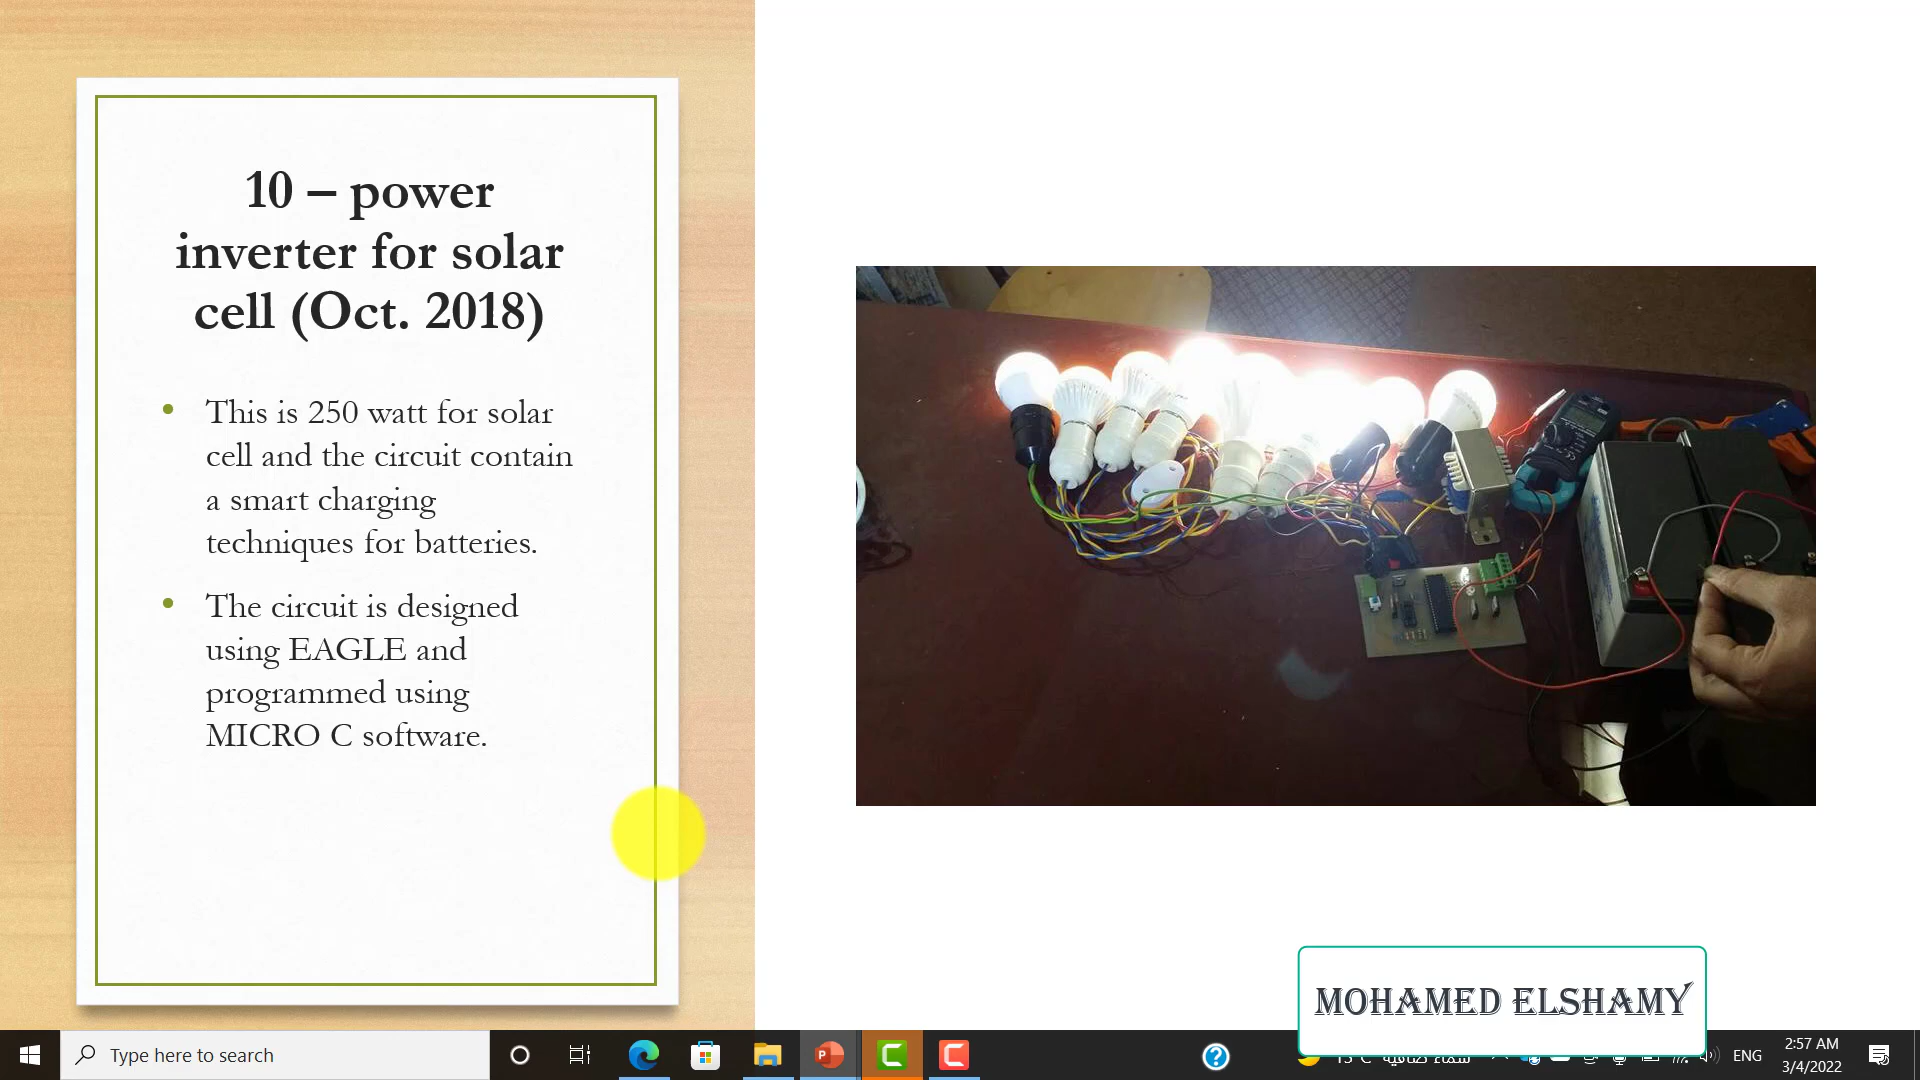 10 – power
inverter for solar
cell (Oct. 2018)
• This is 250 watt for solar
cell and the circuit contain
a smart charging
techniques for batteries.
• The circuit is designed
using EAGLE and
programmed using
MICRO C software.
MOHAMED ELSHAMY
Type here to search
ENG
2:57 AM
3/4/2022